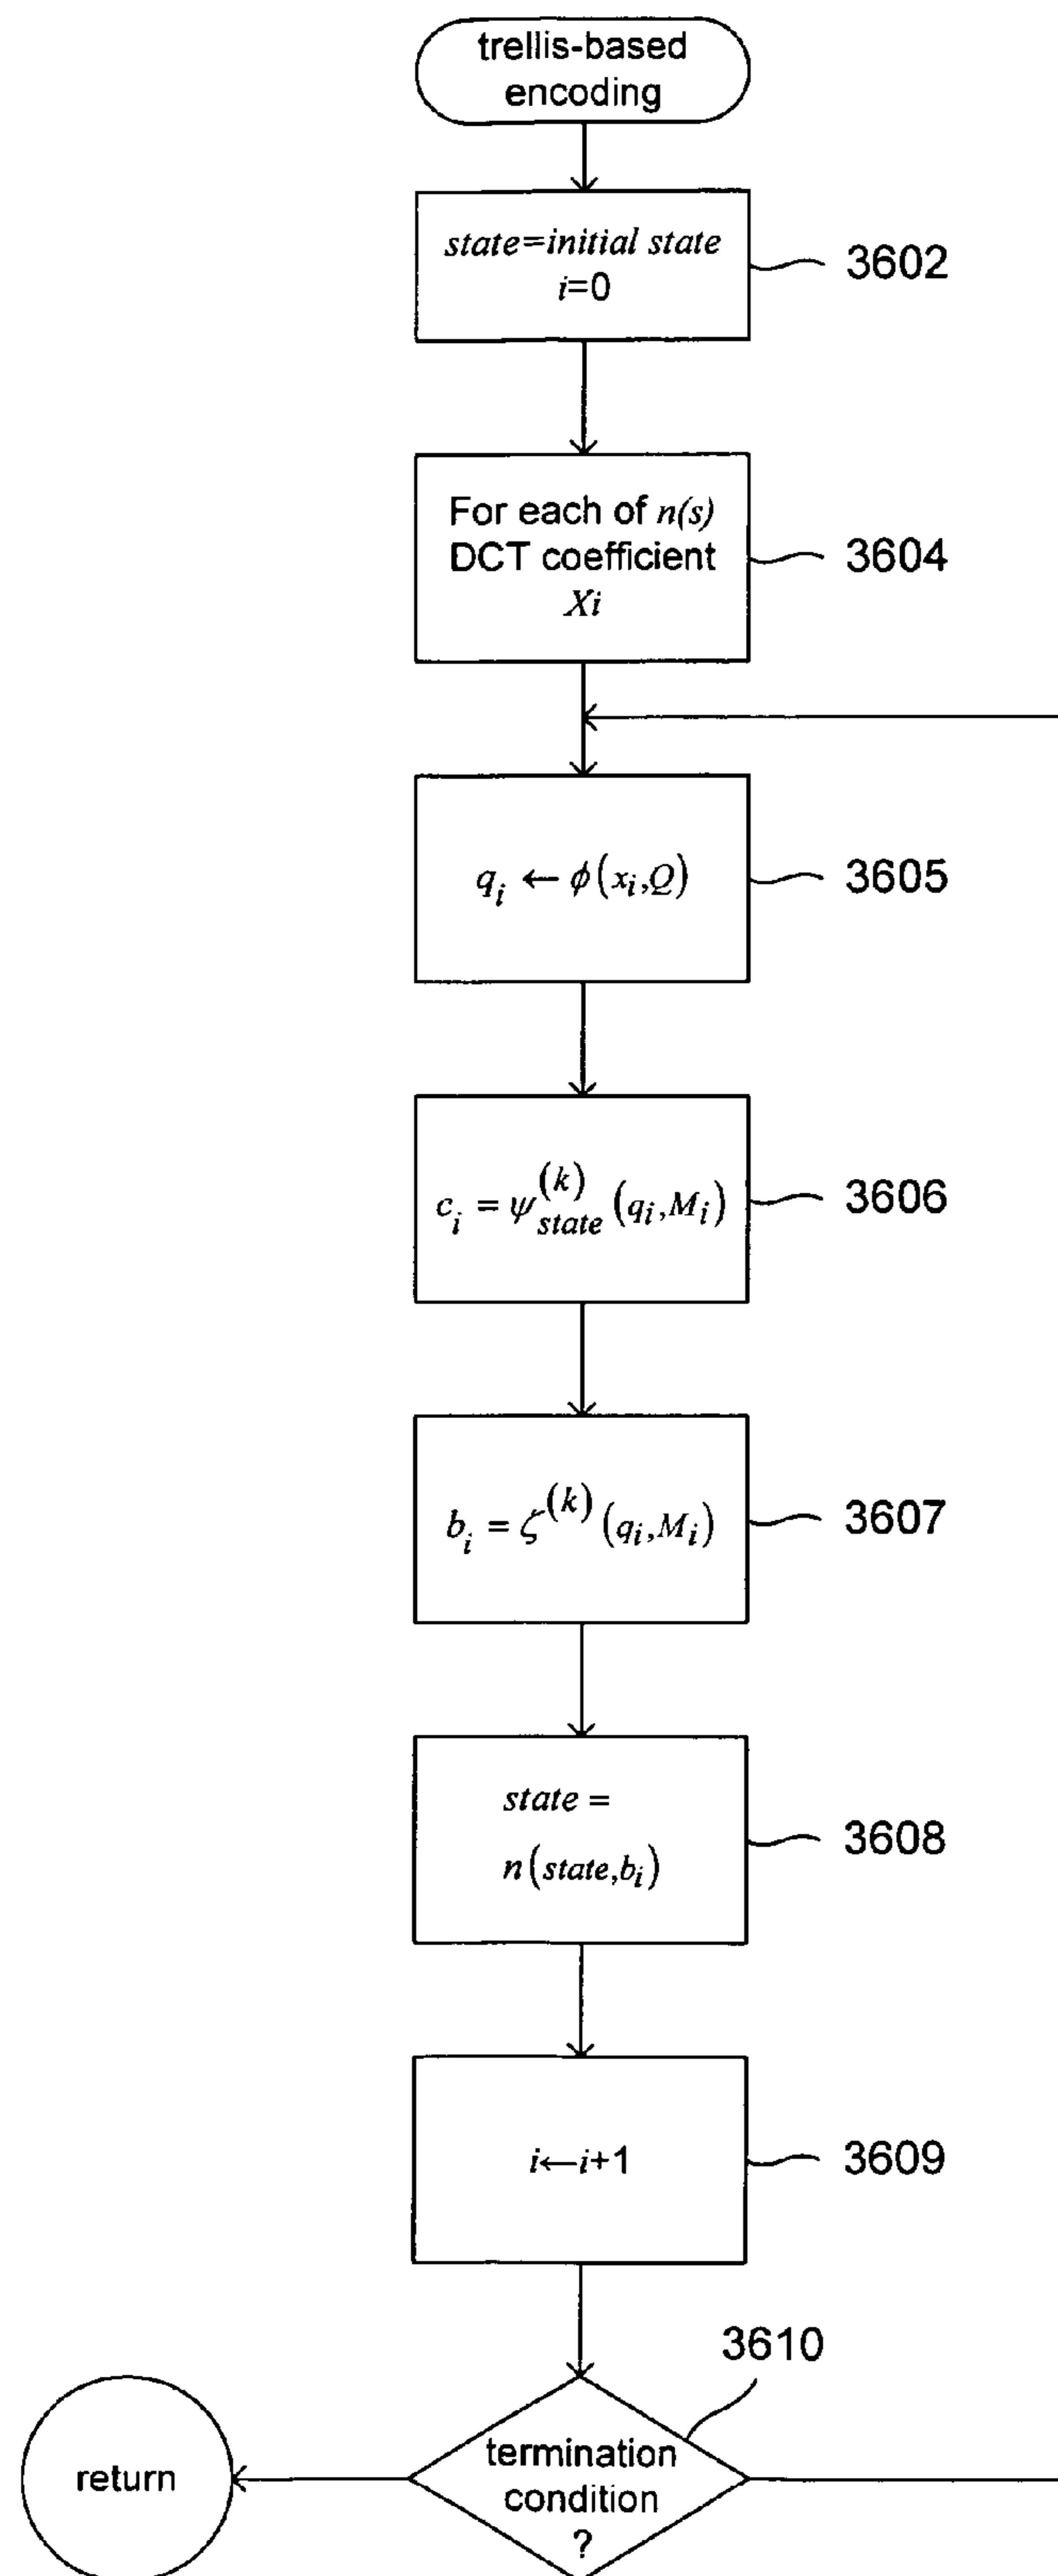 trellis-based
encoding
state=initial state
i=0
3602
For each of n(s)
DCT coefficient
Xi
3604
q_i ← ϕ(x_i,Q)
3605
c_i = ψ_state^(k) (q_i,M_i)
3606
b_i = ζ^(k) (q_i,M_i)
3607
state =
n(state,b_i)
3608
i←i+1
3609
3610
termination
condition
?
return